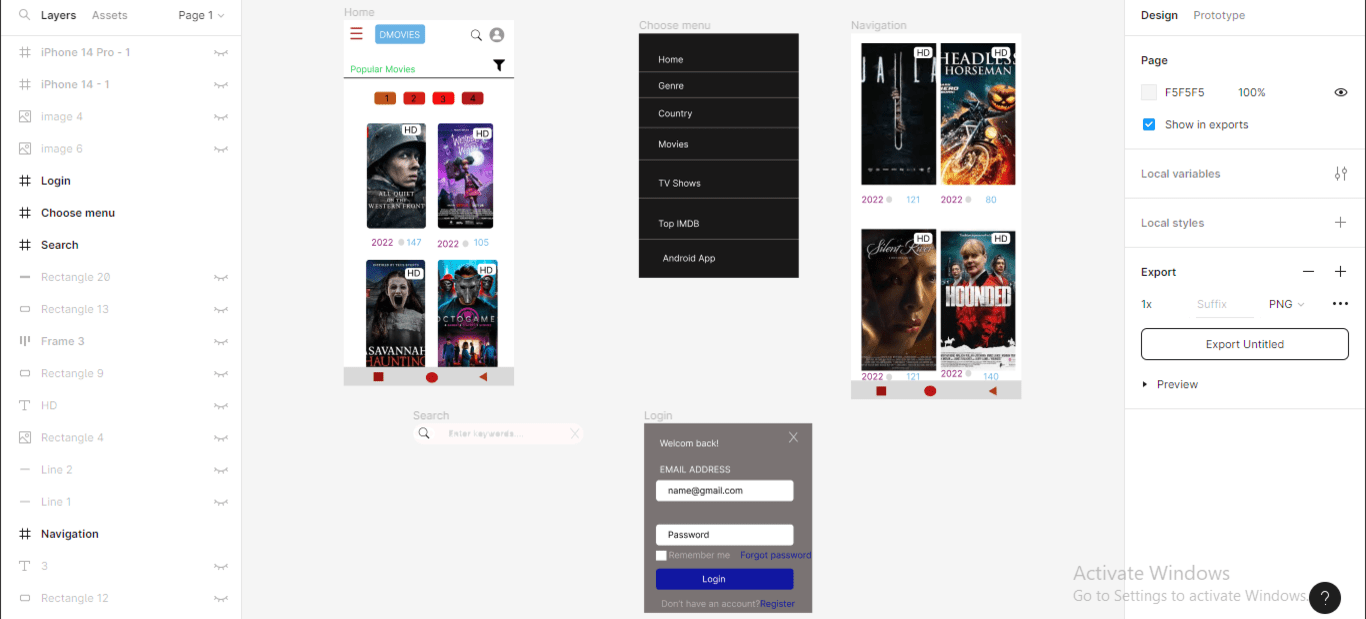 Layers Assets Page 1
iPhone 14 Pro - 1
iPhone 14 - 1
image 4
image 6
Login
Choose menu
Search
Rectangle 20
Rectangle 13
Frame 3
Rectangle 9
HD
Rectangle 4
Line 2
Line 1
Navigation
3
Rectangle 12
Home
DMOVIES
Popular Movies
1 2 3 4
HD HD
ALL QUIET
ON THE
WESTERN FRONT
2022 147 2022 105
HD HD
SAVANNAH
HAUNTING
OCTOGAME
Choose menu
Home
Genre
Country
Movies
TV Shows
Top IMDB
Android App
Navigation
HD HD
HEADLESS
HORSEMAN
2022 121 2022 80
HD HD
Silent River
HOUNDED
2022 121 2022 140
Search
Enter keywords...
X
Login
Welcom back!
X
EMAIL ADDRESS
name@gmail.com
Password
Remember me Forgot password
Login
Don't have an account? Register
Design Prototype
Page
F5F5F5 100%
Show in exports
Local variables
Local styles
Export
1x Suffix PNG
Export Untitled
Preview
Activate Windows
Go to Settings to activate Windows.
?